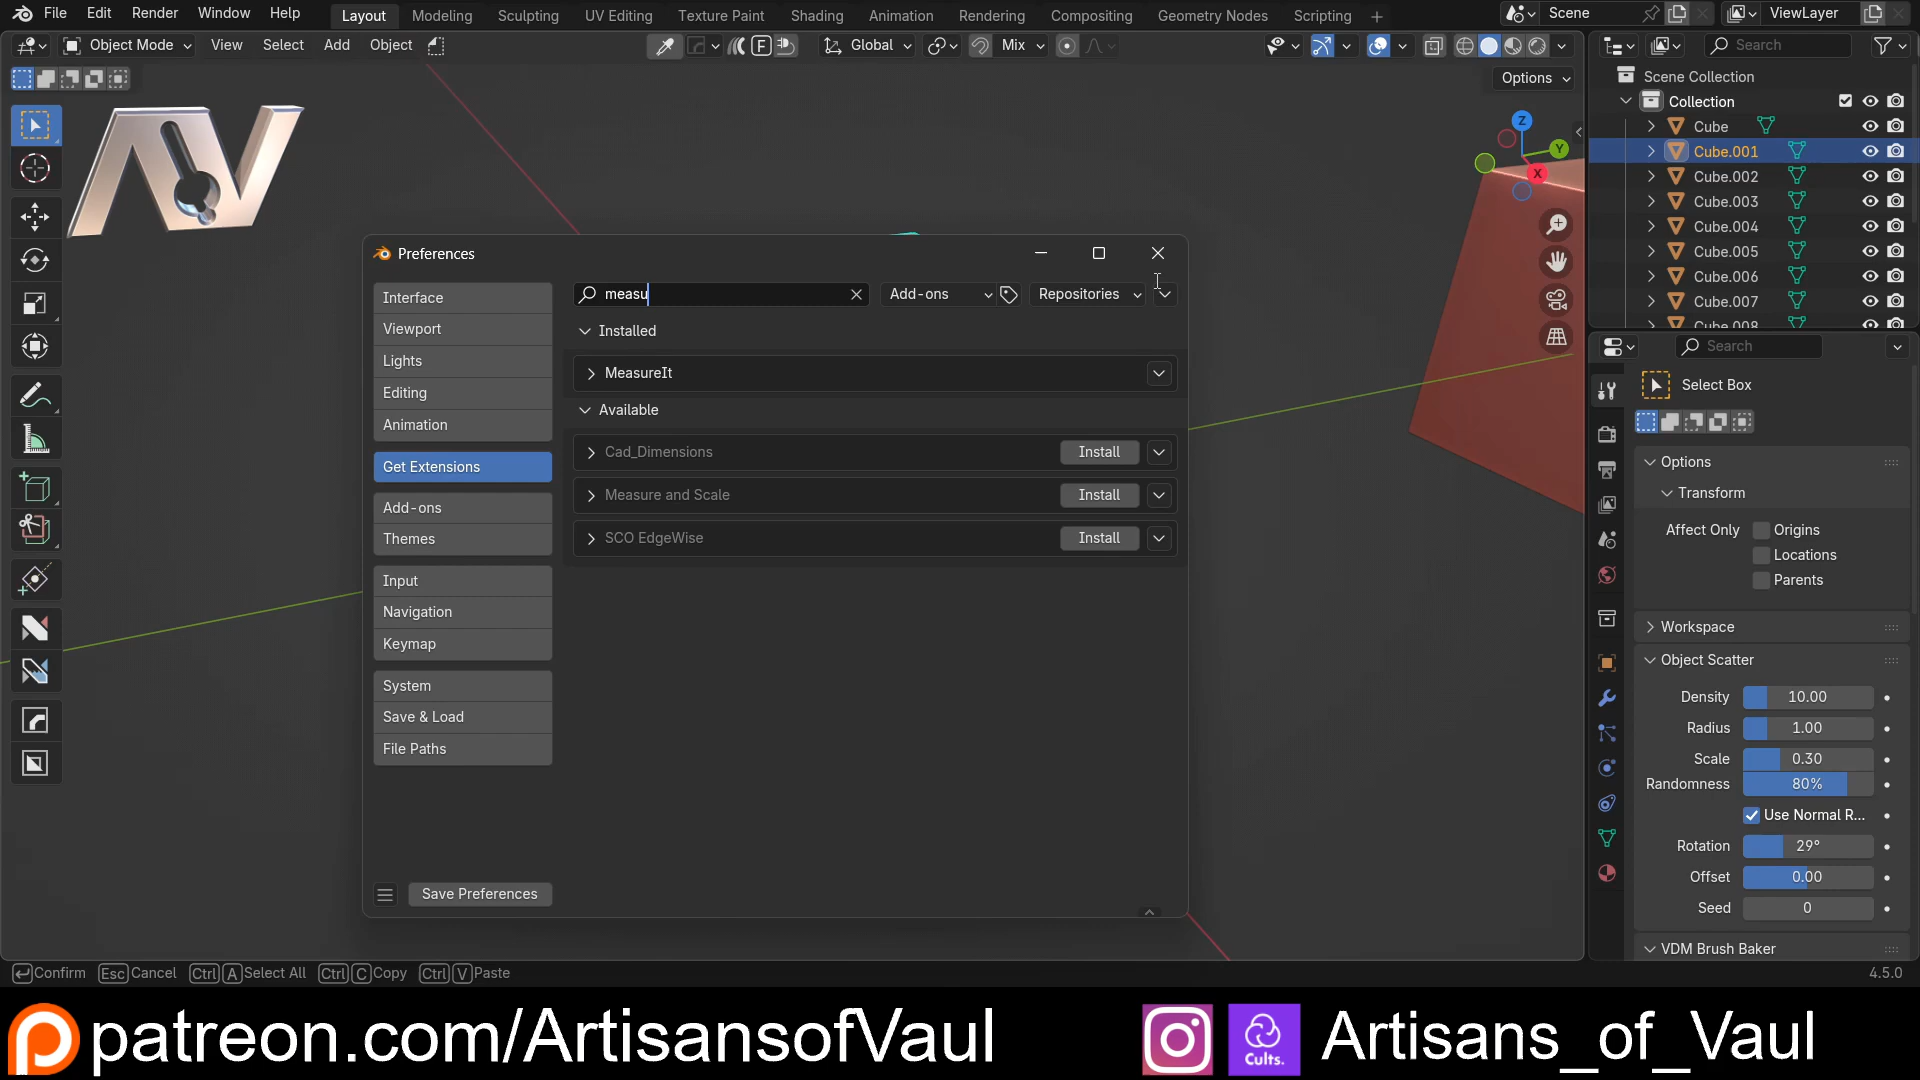 File Edit Render Window Help Layout Modeling Sculpting UV Editing Texture Paint Shading Animation Rendering Compositing Geometry Nodes Scripting + Scene ViewLayer
Object Mode View Select Add Object Global Mix Search
Options
Scene Collection
Collection
Cube
Cube.001
Cube.002
Cube.003
Cube.004
Cube.005
Cube.006
Cube.007
Cube.008
Z
Y
X
AV
Preferences
Interface
Viewport
Lights
Editing
Animation
Get Extensions
Add-ons
Themes
Input
Navigation
Keymap
System
Save & Load
File Paths
Save Preferences
measu Add-ons Repositories
Installed
MeasureIt
Available
Cad_Dimensions Install
Measure and Scale Install
SCO EdgeWise Install
Search
Select Box
Options
Transform
Affect Only Origins
Locations
Parents
Workspace
Object Scatter
Density 10.00
Radius 1.00
Scale 0.30
Randomness 80%
Use Normal R...
Rotation 29°
Offset 0.00
Seed 0
VDM Brush Baker
Confirm Esc Cancel Ctrl A Select All Ctrl C Copy Ctrl V Paste 4.5.0
patreon.com/ArtisansofVaul Cults. Artisans_of_Vaul